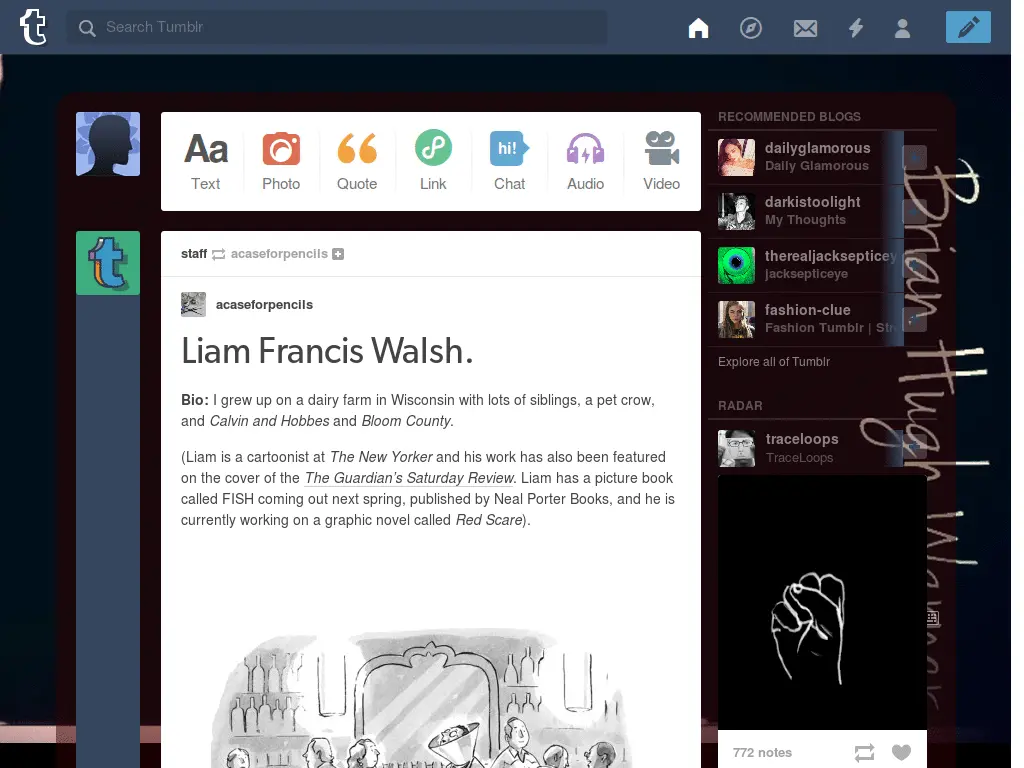 Search Tumblr
Aa
Text
Photo
Quote
Link
hi!
Chat
Audio
Video
staff acaseforpencils
acaseforpencils
Liam Francis Walsh.
Bio: I grew up on a dairy farm in Wisconsin with lots of siblings, a pet crow,
and Calvin and Hobbes and Bloom County.
(Liam is a cartoonist at The New Yorker and his work has also been featured
on the cover of the The Guardian's Saturday Review. Liam has a picture book
called FISH coming out next spring, published by Neal Porter Books, and he is
currently working on a graphic novel called Red Scare).
RECOMMENDED BLOGS
dailyglamorous
Daily Glamorous
darkistoolight
My Thoughts
therealjacksepticey
jacksepticeye
fashion-clue
Fashion Tumblr | Str
Explore all of Tumblr
RADAR
traceloops
TraceLoops
772 notes
Brian Hugh